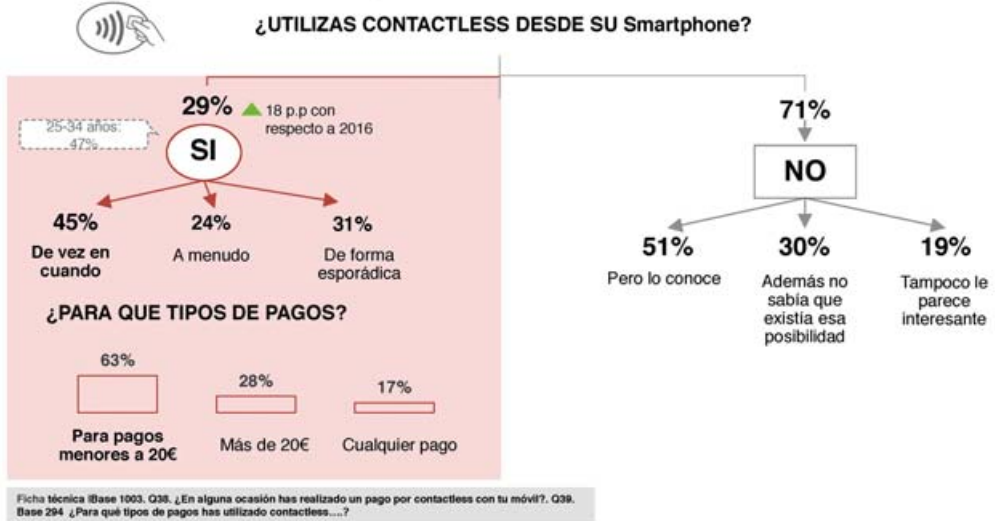 ¿UTILIZAS CONTACTLESS DESDE SU Smartphone?
29%
18 p.p con
respecto a 2016
25-34 años:
47%
SI
45%
De vez en
cuando
24%
A menudo
31%
De forma
esporádica
¿PARA QUE TIPOS DE PAGOS?
63%
Para pagos
menores a 20€
28%
Más de 20€
17%
Cualquier pago
71%
NO
51%
Pero lo conoce
30%
Además no
sabía que
existía esa
posibilidad
19%
Tampoco le
parece
interesante
Ficha técnica IBase 1003. Q38. ¿En alguna ocasión has realizado un pago por contactless con tu móvil?. Q39.
Base 294 ¿Para qué tipos de pagos has utilizado contactless....?